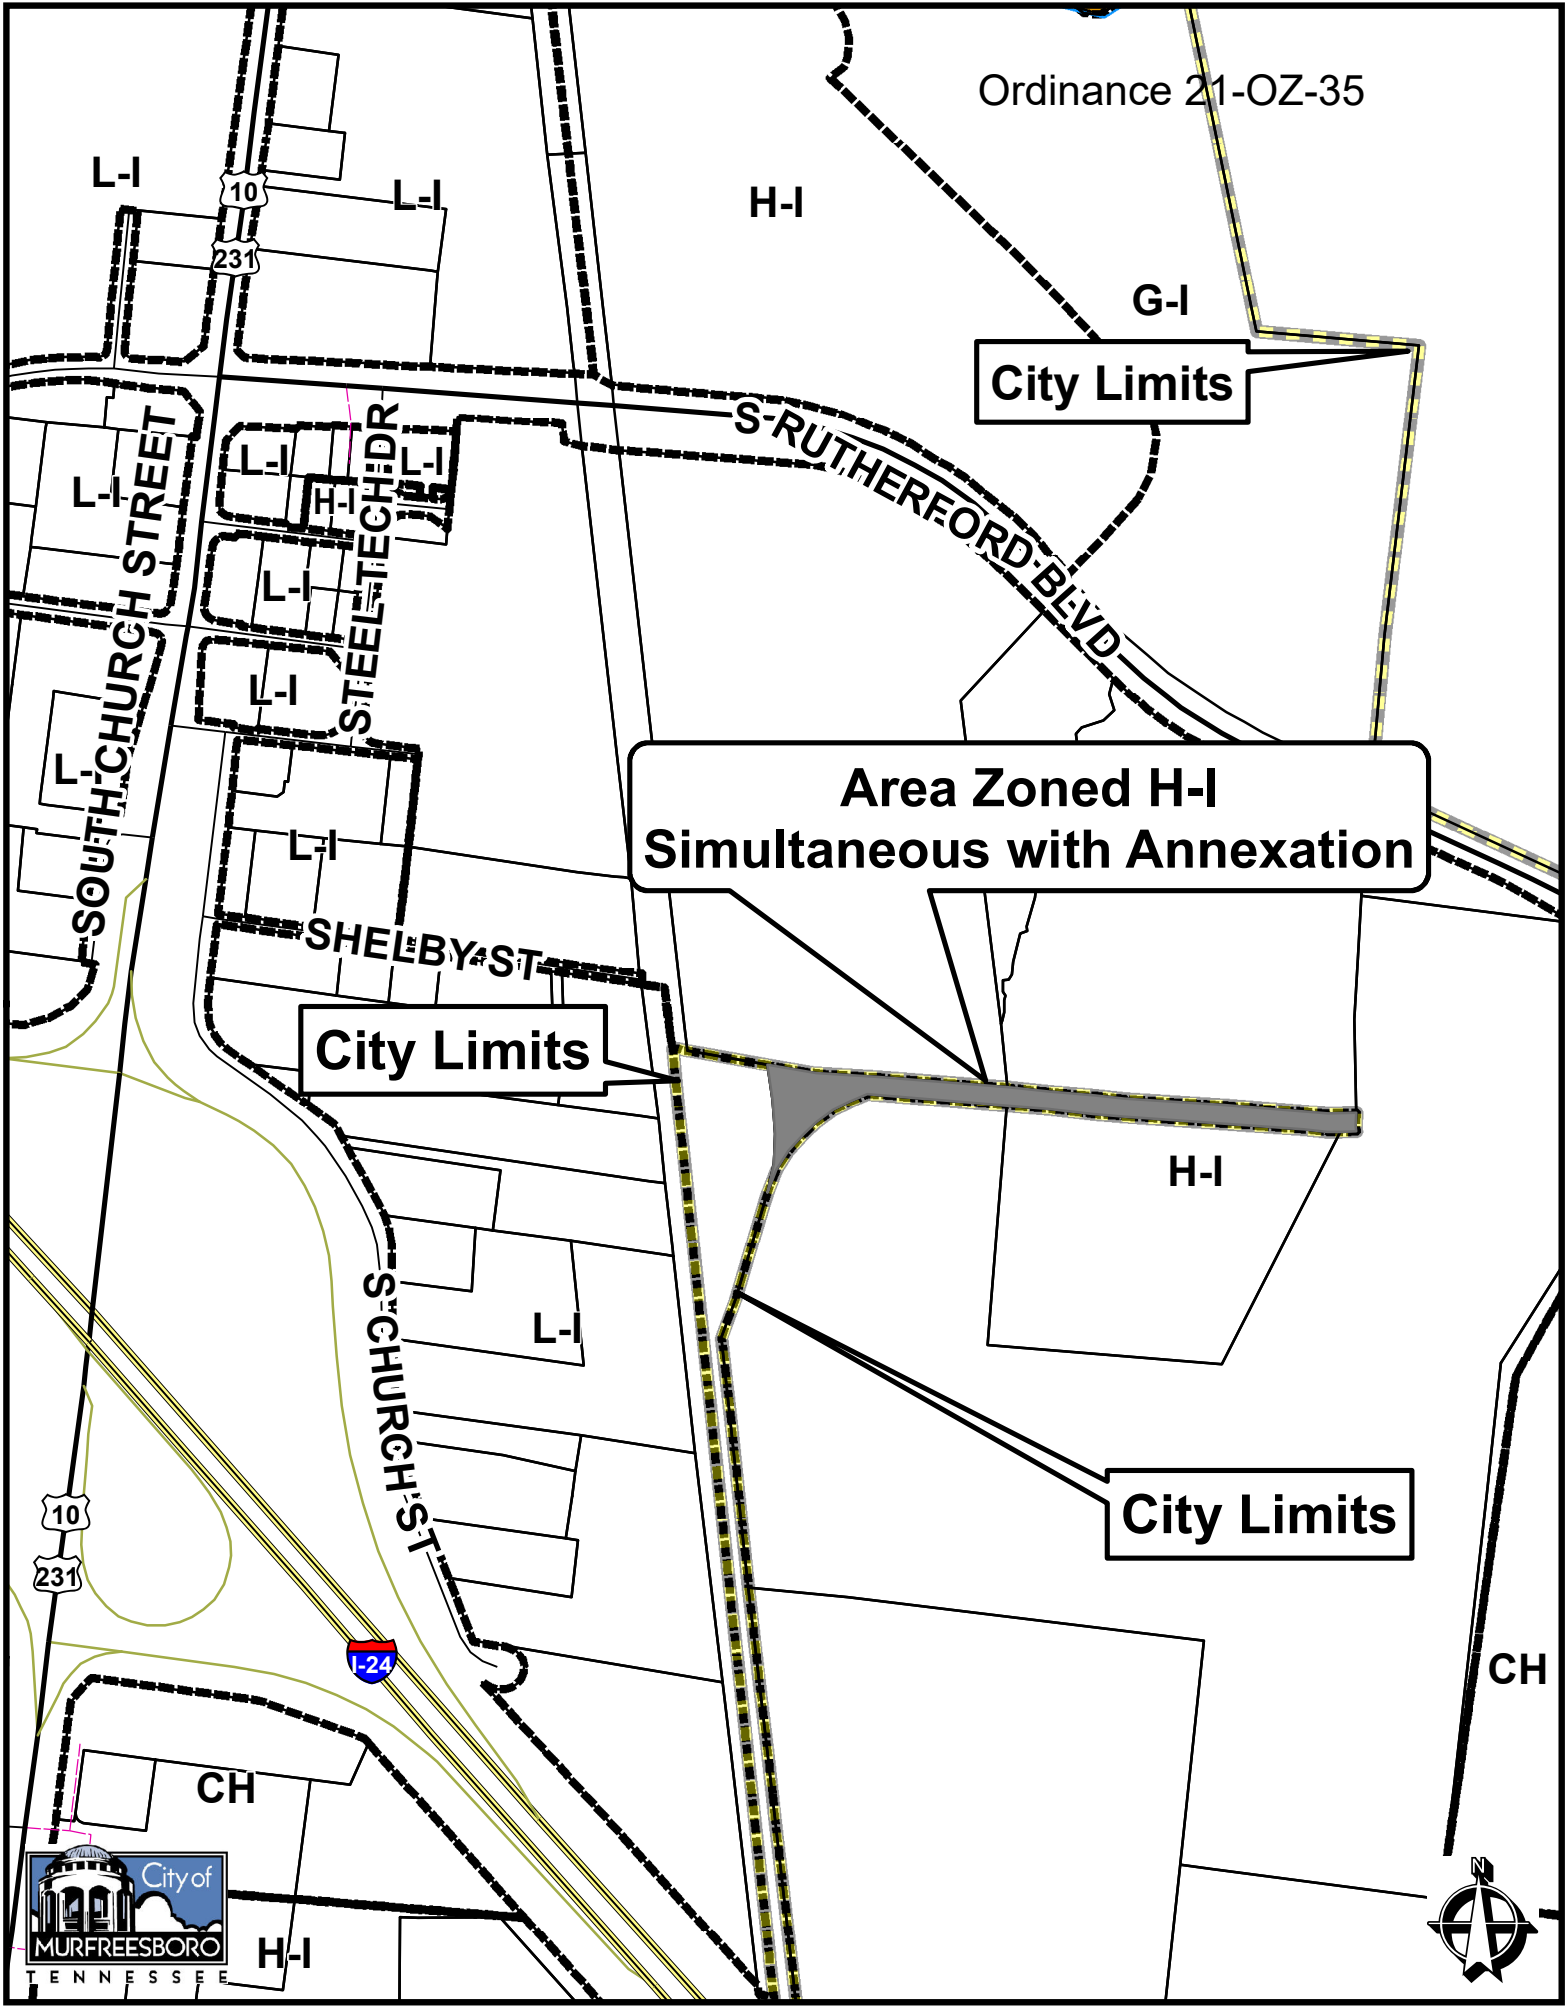 Ordinance 21-OZ-35
L-I
10
L-I
H-I
231
G-I
City Limits
S RUTHERFORD BLVD
SOUTH CHURCH STREET
STEEL TECH DR
L-I
L-I
L-I
H-I
L-I
L-I
L-I
Area Zoned H-I
Simultaneous with Annexation
L-I
SHELBY ST
City Limits
H-I
S CHURCH ST
L-I
City Limits
10
231
I-24
CH
CH
City of
MURFREESBORO
TENNESSEE
H-I
N